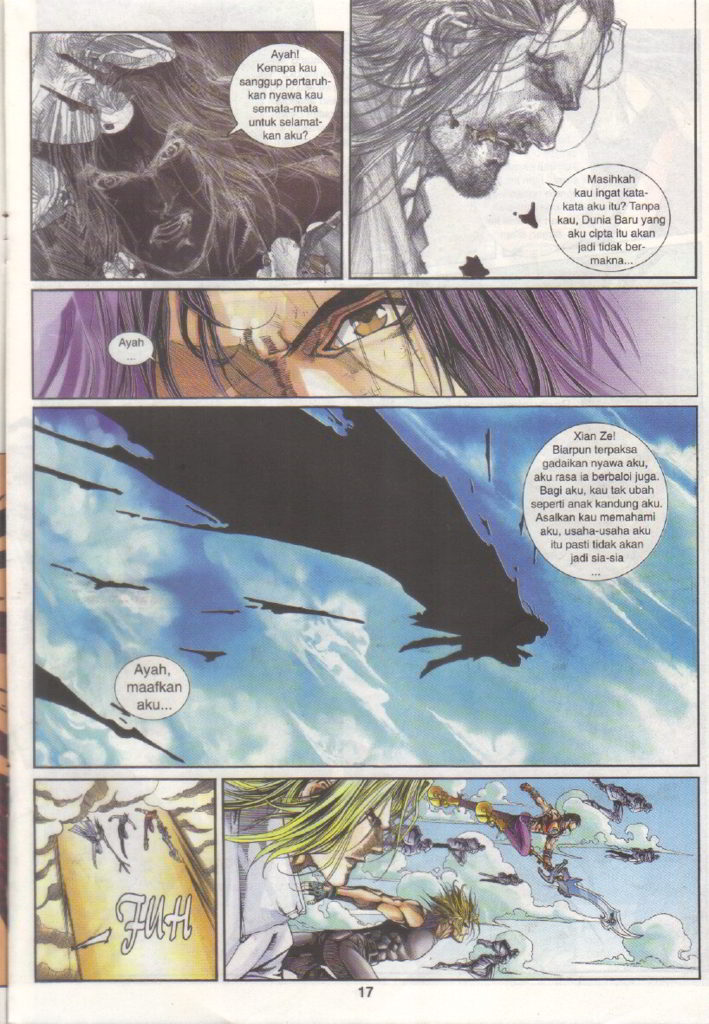 Ayah!
Kenapa kau
sanggup pertaruh-
kan nyawa kau
semata-mata
untuk selamat-
kan aku?
Masihkah
kau ingat kata-
kata aku itu? Tanpa
kau, Dunia Baru yang
aku cipta itu akan
jadi tidak ber-
makna...
Ayah
...
Xian Ze!
Biarpun terpaksa
gadaikan nyawa aku,
aku rasa ia berbaloi juga.
Bagi aku, kau tak ubah
seperti anak kandung aku.
Asalkan kau memahami
aku, usaha-usaha aku
itu pasti tidak akan
jadi sia-sia
...
Ayah,
maafkan
aku...
FUH
17